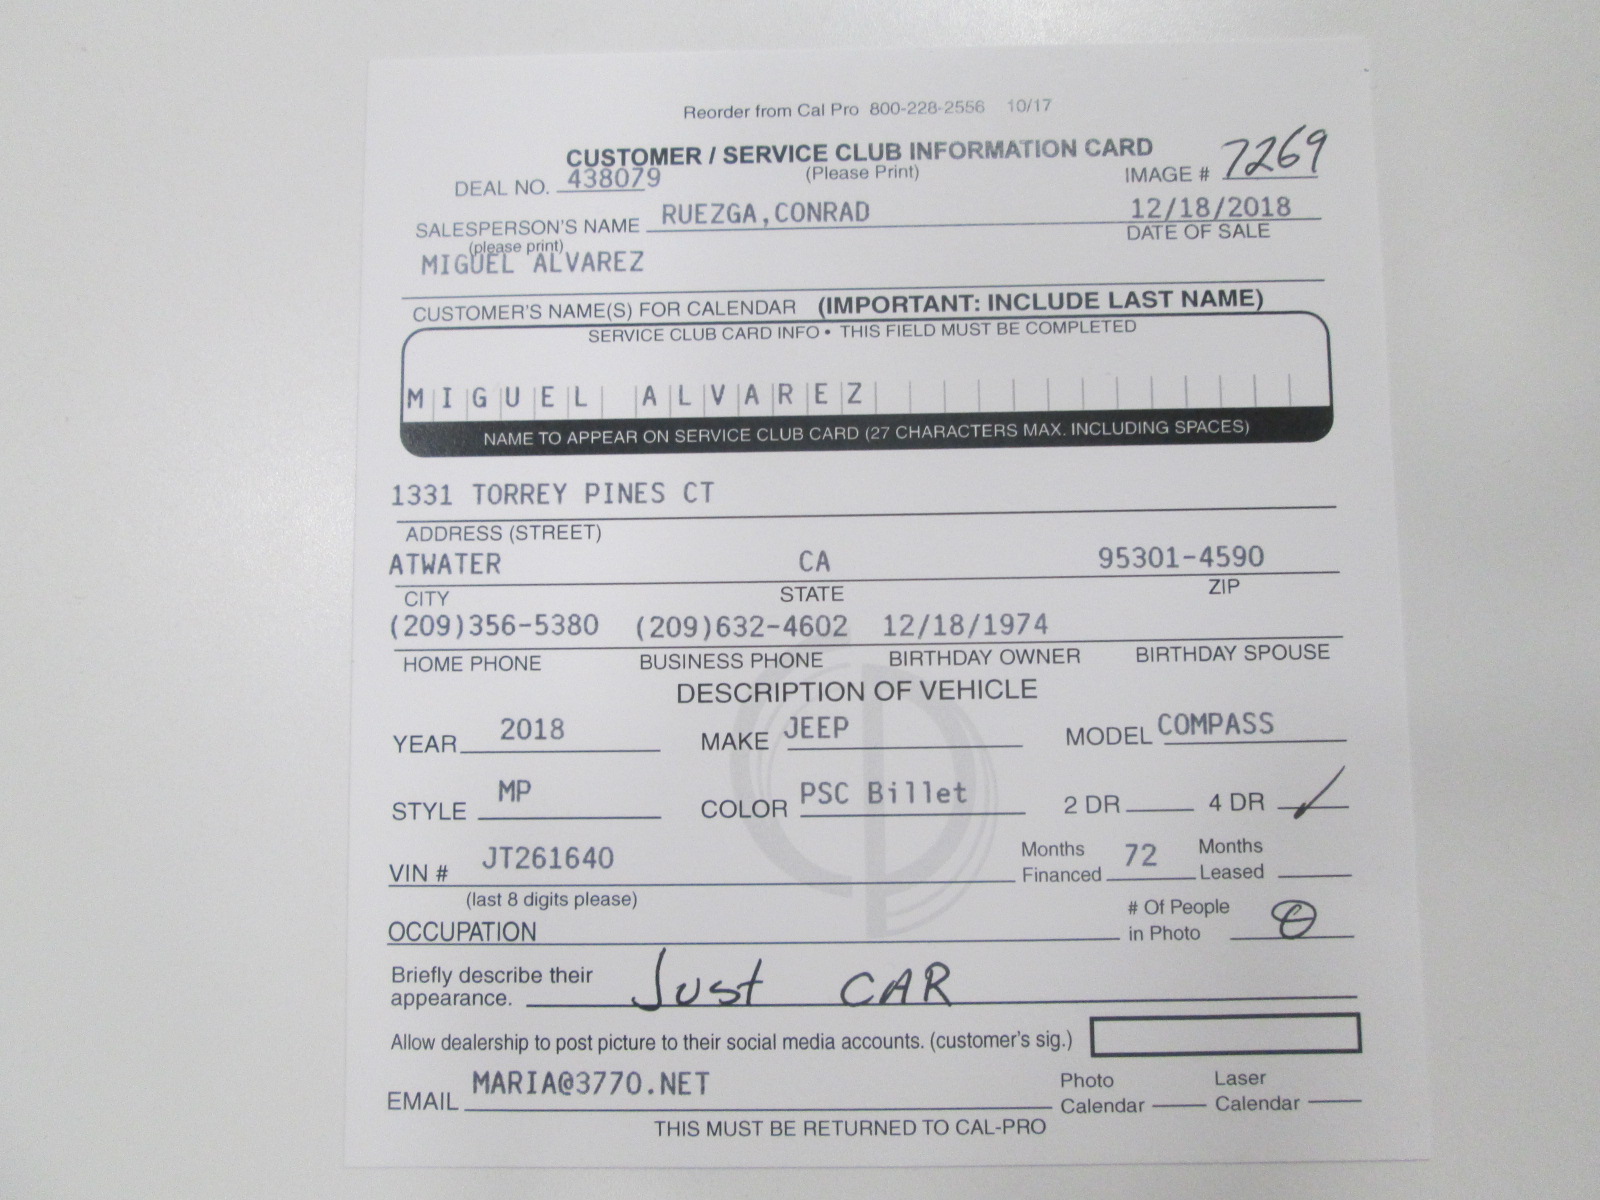 Reorder from Cal Pro 800-228-2556 10/17
CUSTOMER / SERVICE CLUB INFORMATION CARD
DEAL NO. 438079 (Please Print) IMAGE # 7269
SALESPERSON'S NAME RUEZGA,CONRAD 12/18/2018
(please print) DATE OF SALE
MIGUEL ALVAREZ
CUSTOMER'S NAME(S) FOR CALENDAR (IMPORTANT: INCLUDE LAST NAME)
SERVICE CLUB CARD INFO • THIS FIELD MUST BE COMPLETED
MIGUEL ALVAREZ
NAME TO APPEAR ON SERVICE CLUB CARD (27 CHARACTERS MAX. INCLUDING SPACES)
1331 TORREY PINES CT
ADDRESS (STREET)
ATWATER CA 95301-4590
CITY STATE ZIP
(209)356-5380 (209)632-4602 12/18/1974
HOME PHONE BUSINESS PHONE BIRTHDAY OWNER BIRTHDAY SPOUSE
DESCRIPTION OF VEHICLE
YEAR 2018 MAKE JEEP MODEL COMPASS
STYLE MP COLOR PSC Billet 2 DR 4 DR
VIN # JT261640 Months Financed 72 Months Leased
(last 8 digits please)
OCCUPATION # Of People in Photo 0
Briefly describe their
appearance. Just CAR
Allow dealership to post picture to their social media accounts. (customer's sig.)
EMAIL MARIA@3770.NET Photo Calendar Laser Calendar
THIS MUST BE RETURNED TO CAL-PRO